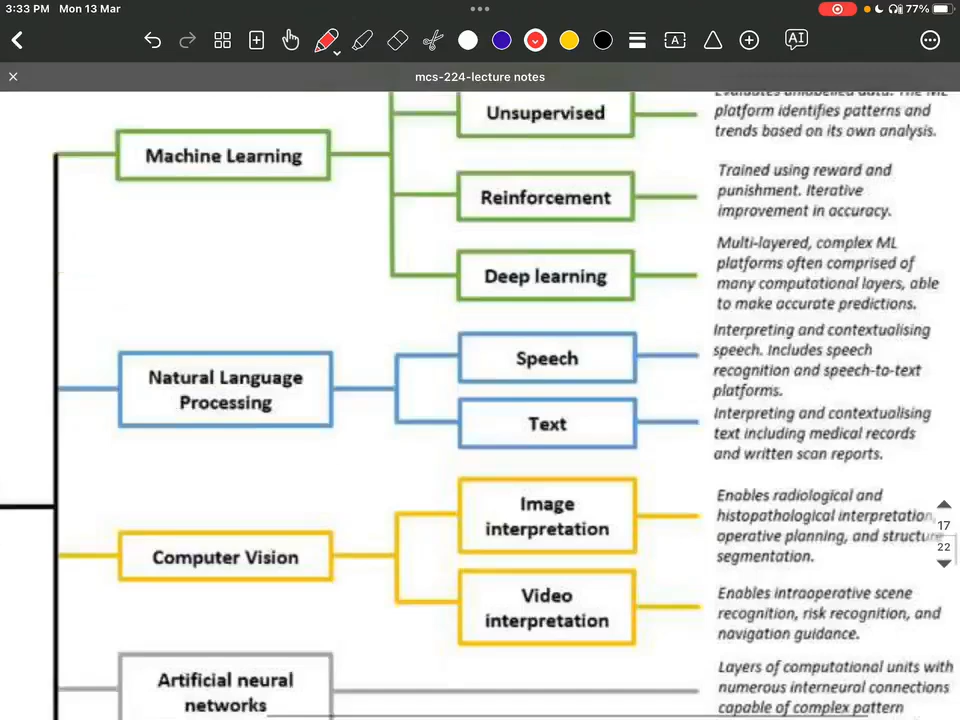 3:33 PM Mon 13 Mar
77%
A
AI
mcs-224-lecture notes
Evaluates unlabelled data. The ML
platform identifies patterns and
trends based on its own analysis.
Unsupervised
Machine Learning
Reinforcement
Trained using reward and
punishment. Iterative
improvement in accuracy.
Deep learning
Multi-layered, complex ML
platforms often comprised of
many computational layers, able
to make accurate predictions.
Natural Language
Processing
Speech
Interpreting and contextualising
speech. Includes speech
recognition and speech-to-text
platforms.
Text
Interpreting and contextualising
text including medical records
and written scan reports.
Computer Vision
Image
interpretation
Enables radiological and
histopathological interpretation,
operative planning, and structure
segmentation.
17
22
Video
interpretation
Enables intraoperative scene
recognition, risk recognition, and
navigation guidance.
Artificial neural
networks
Layers of computational units with
numerous interneural connections
capable of complex pattern